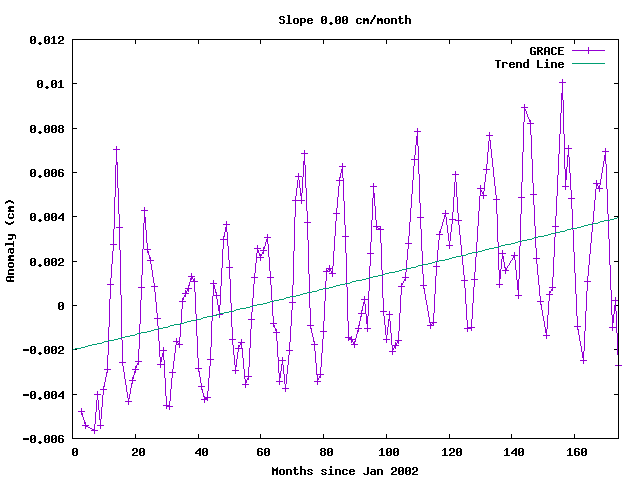 Slope 0.00 cm/month
0.012
0.01
0.008
0.006
0.004
0.002
0
-0.002
-0.004
-0.006
Anomaly (cm)
GRACE
Trend Line
0 20 40 60 80 100 120 140 160
Months since Jan 2002